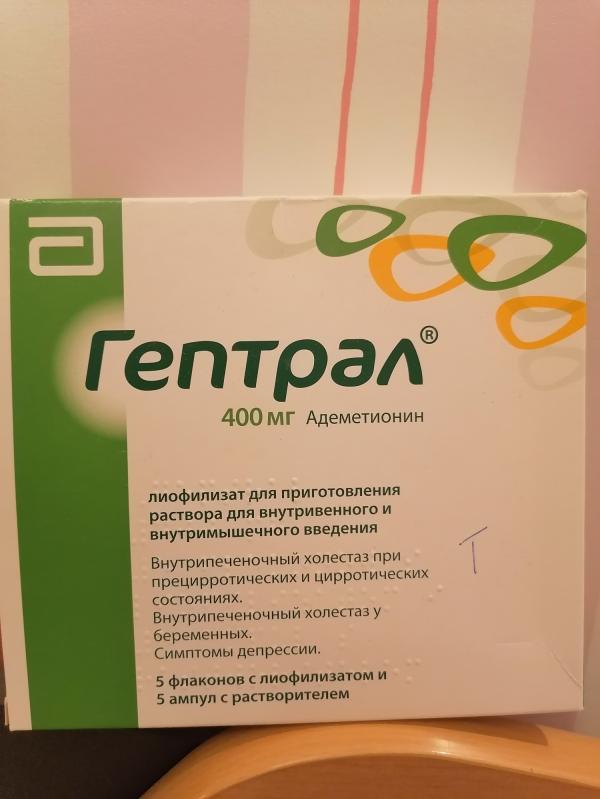 Гептрал®
400 мг Адеметионин
лиофилизат для приготовления
раствора для внутривенного и
внутримышечного введения
Внутрипеченочный холестаз при
прецирротических и цирротических
состояниях.
Внутрипеченочный холестаз у
беременных.
Симптомы депрессии.
5 флаконов с лиофилизатом и
5 ампул с растворителем
Т